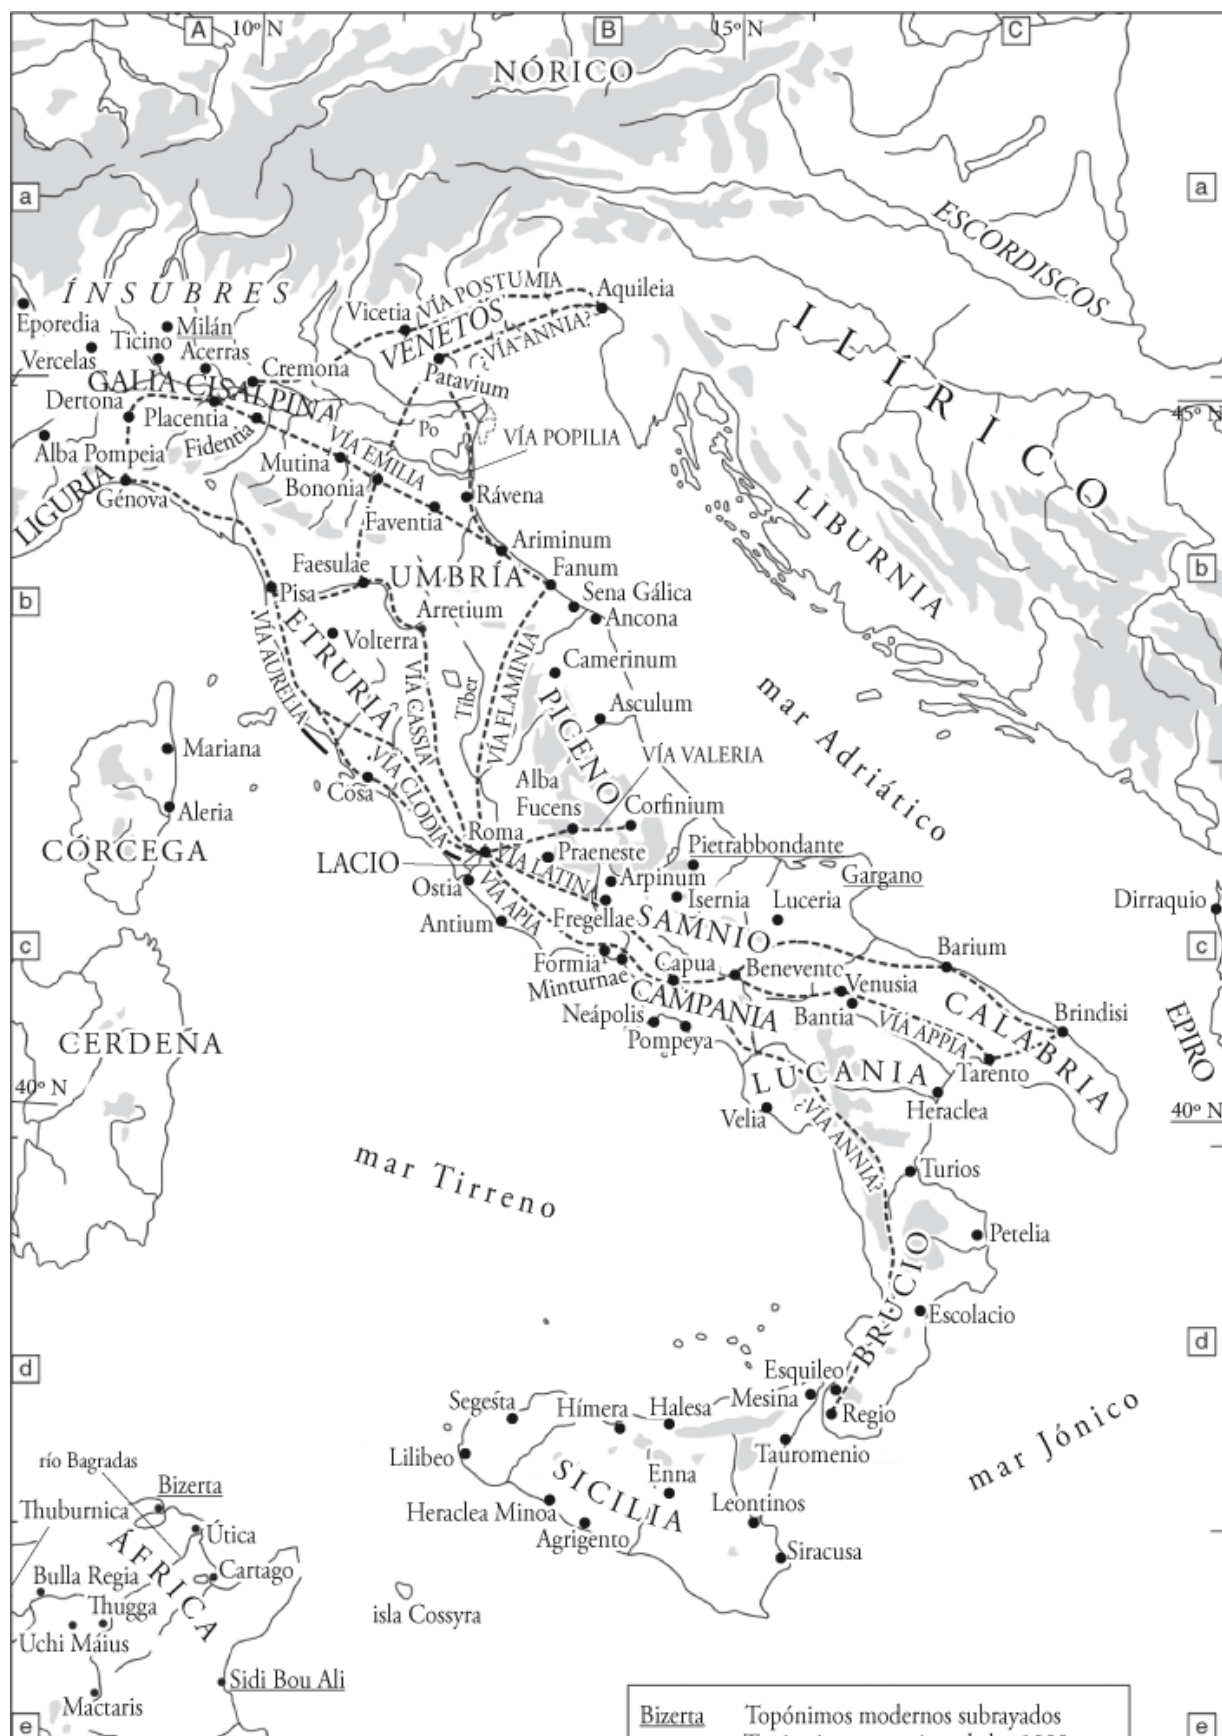 A
10º N
B
15º N
C
NÓRICO
a
a
ESCORDISCOS
ÍNSUBRES
VÍA POSTUMIA
Aquileia
Eporedia
Milán
Vicetia
VÉNETOS
¿VÍA ANNIA?
ILÍRICO
Vercelas
Ticino
Acerras
Cremona
Patavium
GALIA CISALPINA
Dertona
Placentia
Fidentia
Po
VÍA POPILIA
45º N
Alba Pompeia
Mutina
VÍA EMILIA
Bononia
Rávena
LIGURIA
Génova
Faventia
LIBURNIA
Ariminum
Faesulae
UMBRÍA
Fanum
b
b
Pisa
Sena Gálica
Arretium
Ancona
VÍA AURELIA
ETRURIA
Volterra
Camerinum
VÍA CASSIA
Tíber
VÍA FLAMINIA
PICENO
Asculum
mar Adriático
Mariana
VÍA VALERIA
VÍA CLODIA
Cosa
Alba
Fucens
Corfinium
Aleria
CÓRCEGA
Roma
Praeneste
Pietrabbondante
LACIO
VÍA LATINA
Arpinum
Gargano
Ostia
VÍA APIA
Isernia
Luceria
Dirraquio
Antium
Fregellae
SAMNIO
c
c
Formia
Capua
Benevento
Barium
Minturnae
Venusia
CAMPANIA
CALABRIA
Brindisi
Neápolis
Bantia
VÍA APPIA
EPIRO
CERDEÑA
Pompeya
Tarento
LUCANIA
40º N
Heraclea
40º N
Velia
¿VÍA ANNIA?
mar Tirreno
Turios
Petelia
BRUCIO
Escolacio
d
d
Esquileo
Segesta
Hímera
Halesa
Mesina
Regio
mar Jónico
Lilibeo
Tauromenio
río Bagradas
Enna
SICILIA
Bizerta
Thuburnica
Heraclea Minoa
Leontinos
Útica
Agrigento
ÁFRICA
Siracusa
Bulla Regia
Cartago
Thugga
isla Cossyra
Uchi Máius
Sidi Bou Ali
Mactaris
e
Bizerta Topónimos modernos subrayados
e